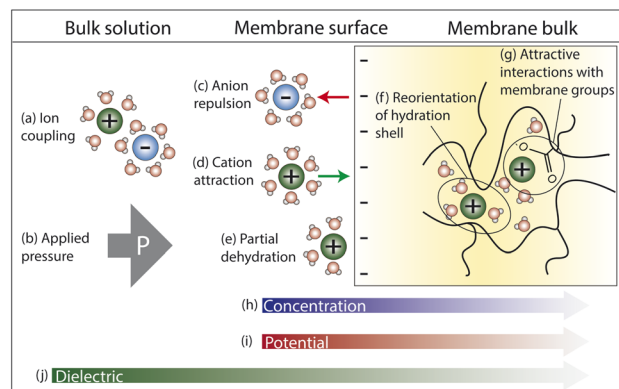 Bulk solution
Membrane surface
Membrane bulk
(a) Ion
coupling
+
-
(b) Applied
pressure
P
(c) Anion
repulsion
-
(d) Cation
attraction
+
(e) Partial
dehydration
+
-
-
-
-
-
-
-
(f) Reorientation
of hydration
shell
(g) Attractive
interactions with
membrane groups
O
O
+
+
(h) Concentration
(i) Potential
(j) Dielectric